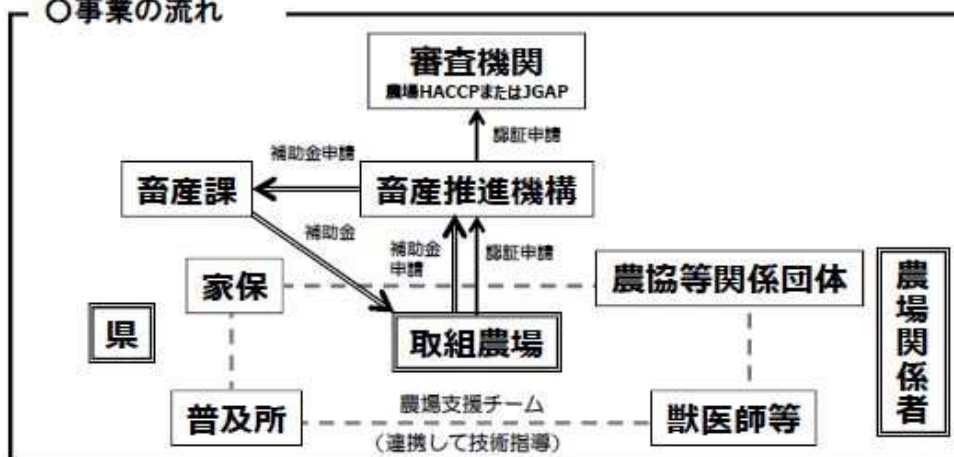 〇事業の流れ
審査機関
農場HACCPまたはJGAP
認証申請
補助金申請
畜産課
畜産推進機構
補助金
補助金
申請
認証申請
家保
農協等関係団体
県
取組農場
農場関係者
農場支援チーム
普及所
獣医師等
(連携して技術指導)